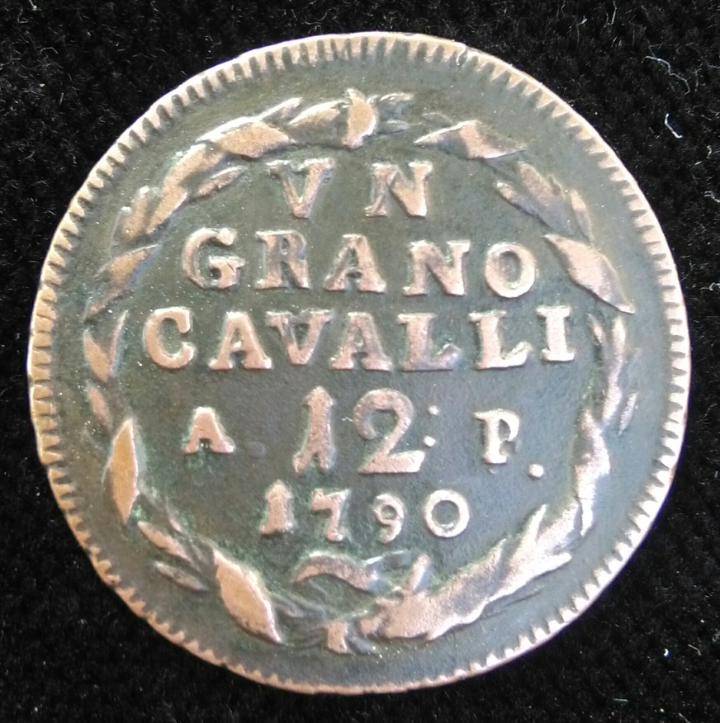 VN
GRANO
CAVALLI
A . 12 : P.
1790